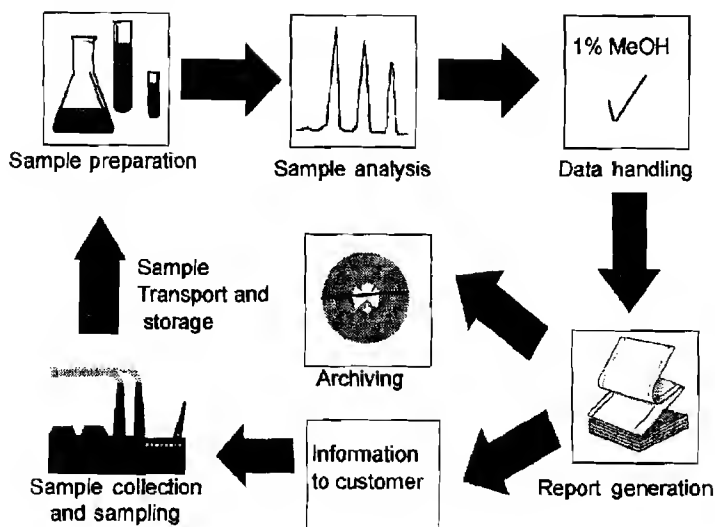 1% MeOH
Sample preparation
Sample analysis
Data handling
Sample
Transport and
storage
Archiving
Information
to customer
Report generation
Sample collection
and sampling